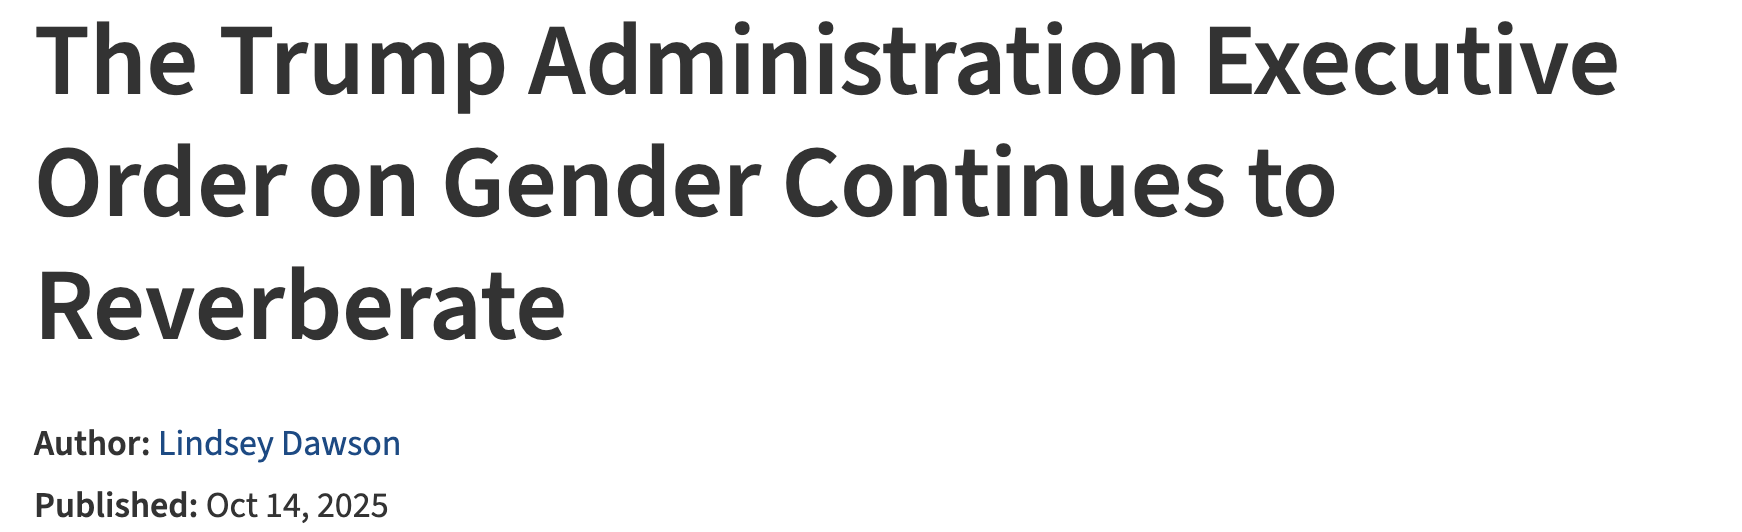 The Trump Administration Executive
Order on Gender Continues to
Reverberate
Author: Lindsey Dawson
Published: Oct 14, 2025